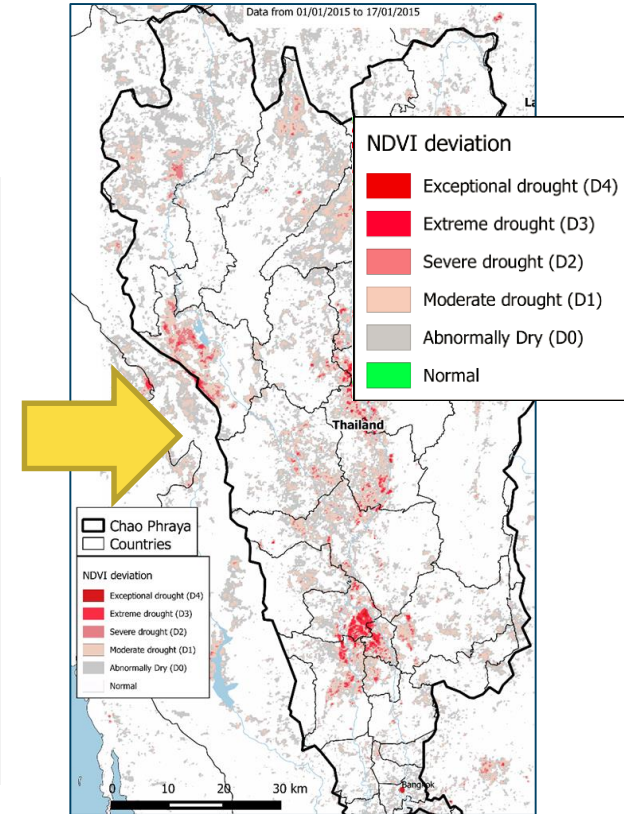 Data from 01/01/2015 to 17/01/2015
La
NDVI deviation
Exceptional drought (D4)
Extreme drought (D3)
Severe drought (D2)
Moderate drought (D1)
Abnormally Dry (D0)
Normal
Thailand
Chao Phraya
Countries
NDVI deviation
Exceptional drought (D4)
Extreme drought (D3)
Severe drought (D2)
Moderate drought (D1)
Abnormally Dry (D0)
Normal
0 10 20 30 km
Bangkok